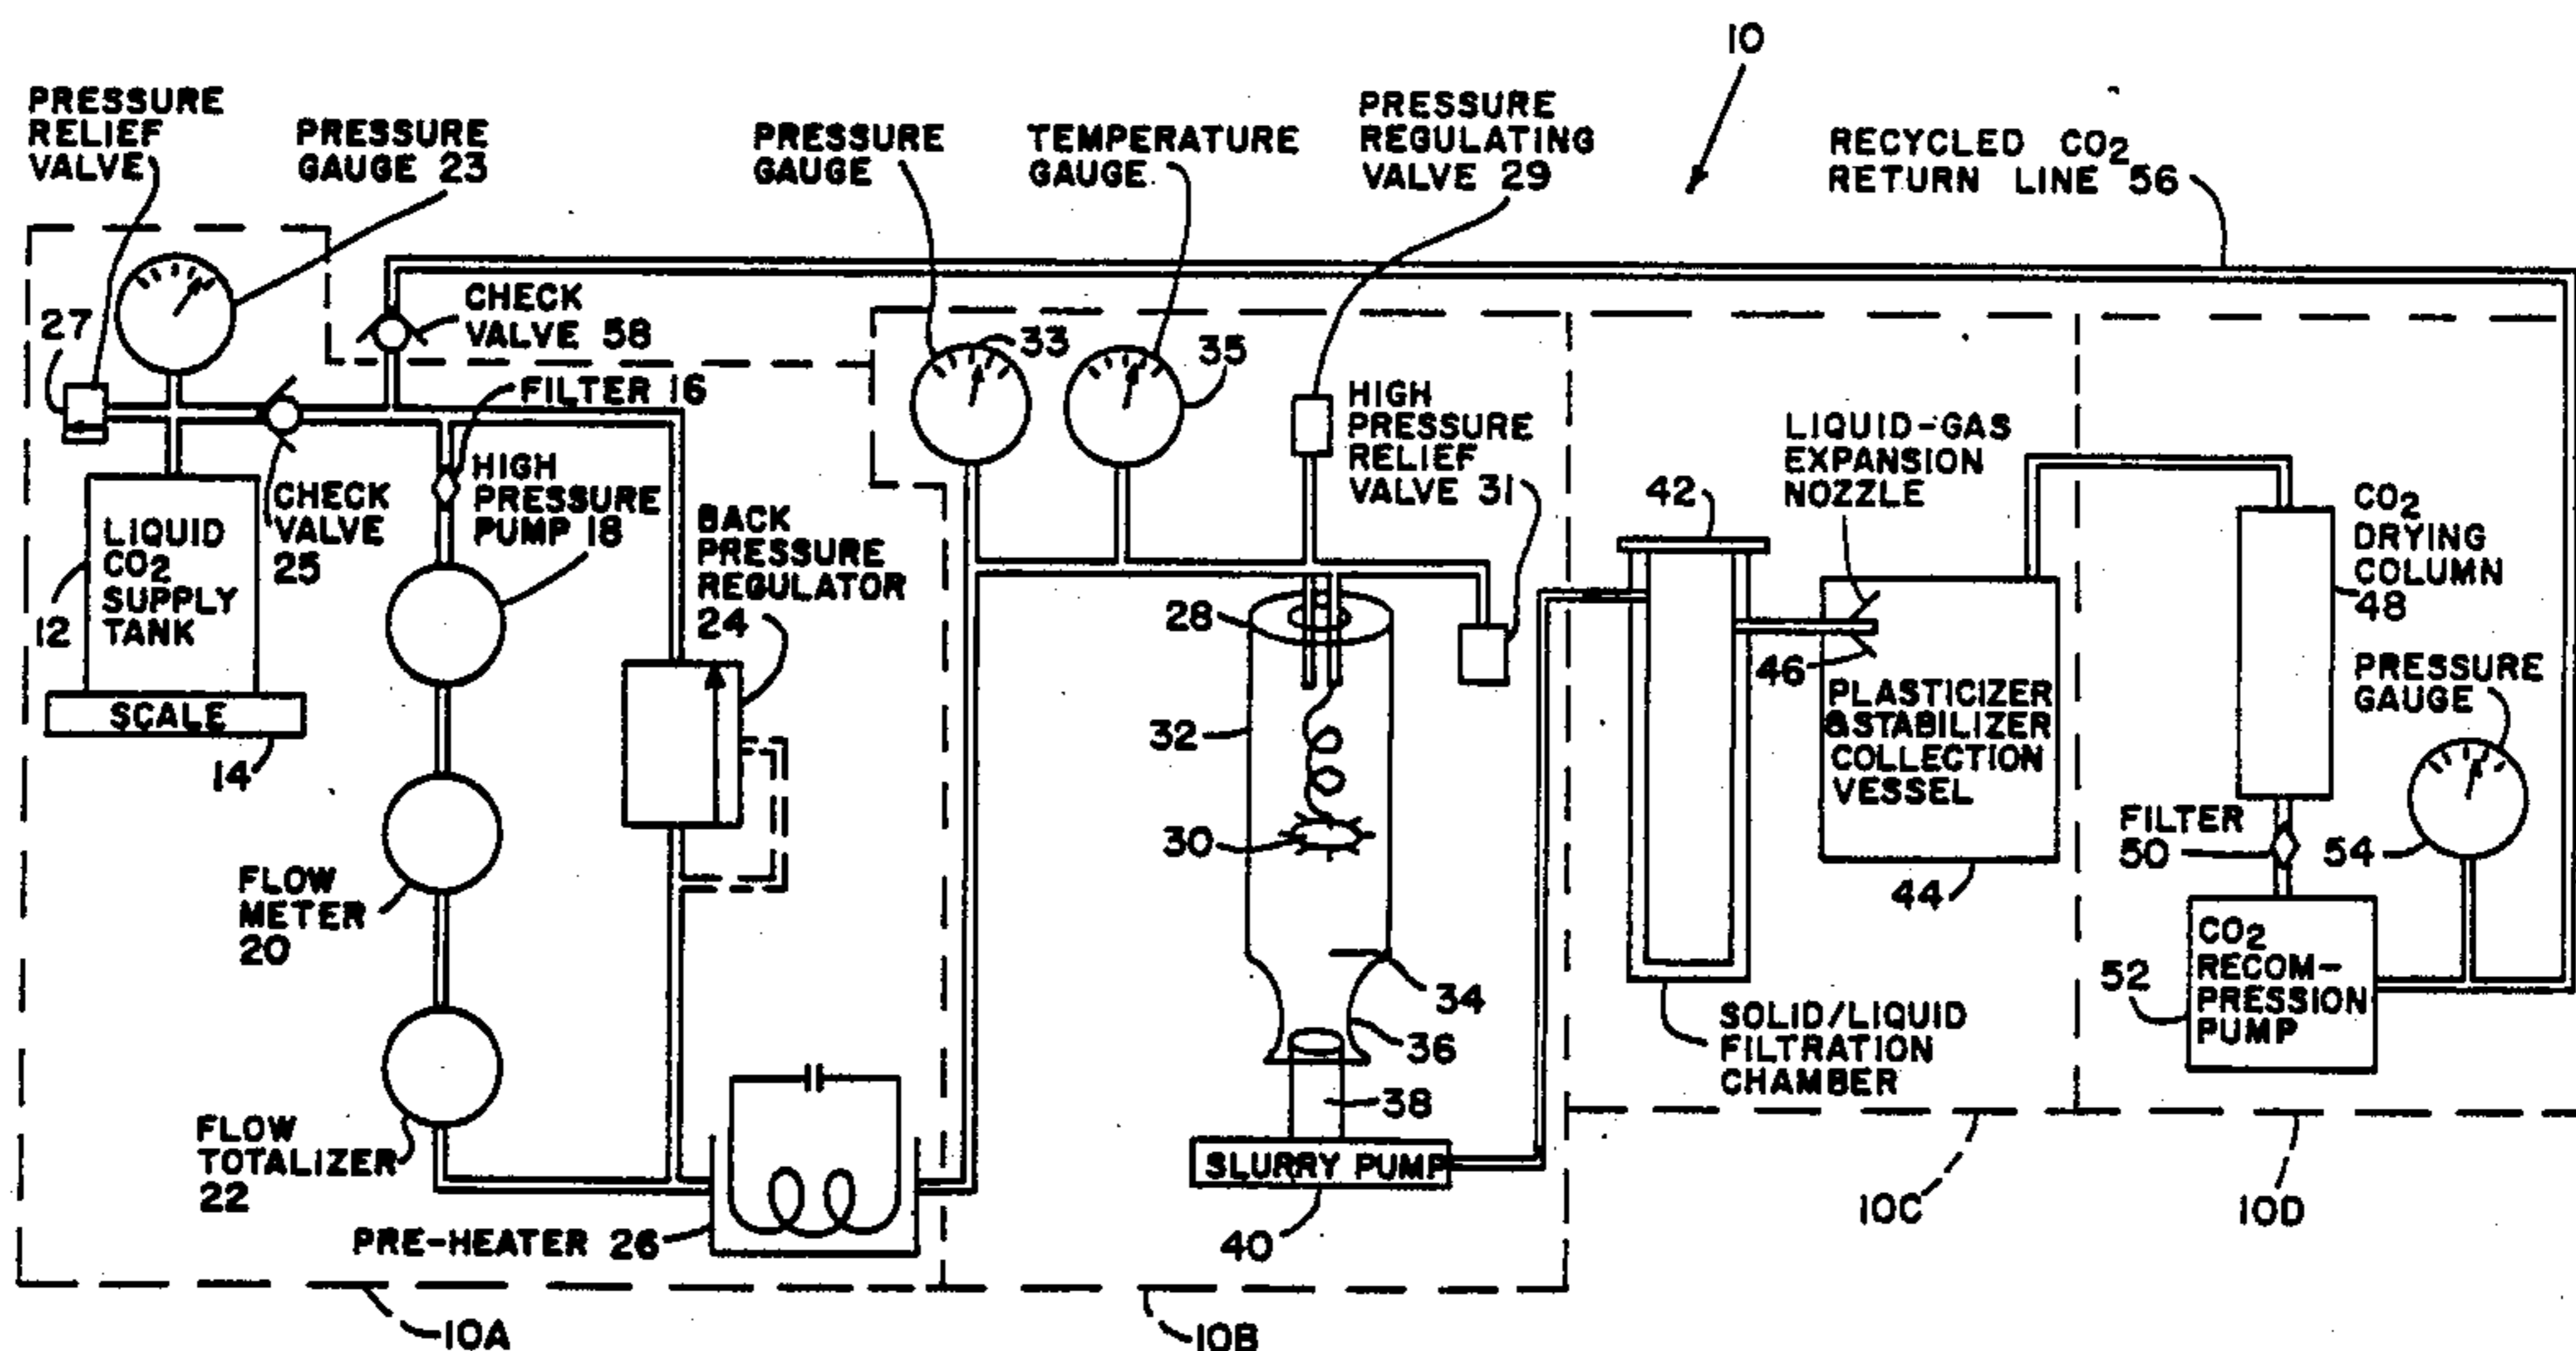 10
PRESSURE
RELIEF
VALVE
PRESSURE
GAUGE 23
PRESSURE
GAUGE
TEMPERATURE
GAUGE
PRESSURE
REGULATING
VALVE 29
RECYCLED CO2
RETURN LINE 56
27
CHECK
VALVE 58
33
35
FILTER 16
HIGH
PRESSURE
RELIEF
VALVE 31
LIQUID-GAS
EXPANSION
NOZZLE
LIQUID
CO2
SUPPLY
TANK
12
CHECK
VALVE
25
HIGH
PRESSURE
PUMP 18
BACK
PRESSURE
REGULATOR
24
42
CO2
DRYING
COLUMN
48
28
46
SCALE
14
32
PLASTICIZER
&STABILIZER
COLLECTION
VESSEL
PRESSURE
GAUGE
30
FILTER
50
54
44
FLOW
METER
20
34
36
38
SOLID/LIQUID
FILTRATION
CHAMBER
52
CO2
RECOM-
PRESSION
PUMP
FLOW
TOTALIZER
22
SLURRY PUMP
40
PRE-HEATER 26
10A
10B
10C
10D